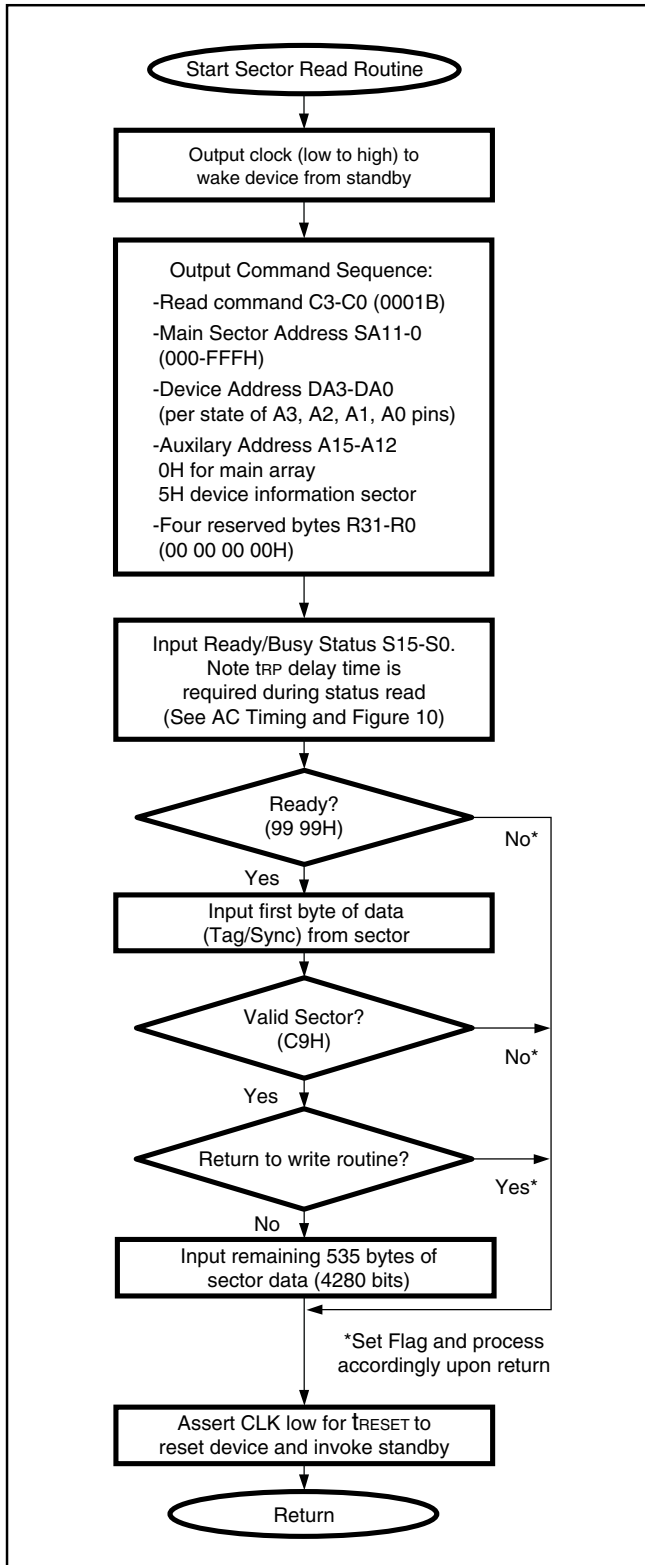 Start Sector Read Routine
Output clock (low to high) to
wake device from standby
Output Command Sequence:
-Read command C3-C0 (0001B)
-Main Sector Address SA11-0
(000-FFFH)
-Device Address DA3-DA0
(per state of A3, A2, A1, A0 pins)
-Auxilary Address A15-A12
0H for main array
5H device information sector
-Four reserved bytes R31-R0
(00 00 00 00H)
Input Ready/Busy Status S15-S0.
Note tRP delay time is
required during status read
(See AC Timing and Figure 10)
Ready?
(99 99H)
No*
Yes
Input first byte of data
(Tag/Sync) from sector
Valid Sector?
(C9H)
No*
Yes
Return to write routine?
Yes*
No
Input remaining 535 bytes of
sector data (4280 bits)
*Set Flag and process
accordingly upon return
Assert CLK low for tRESET to
reset device and invoke standby
Return